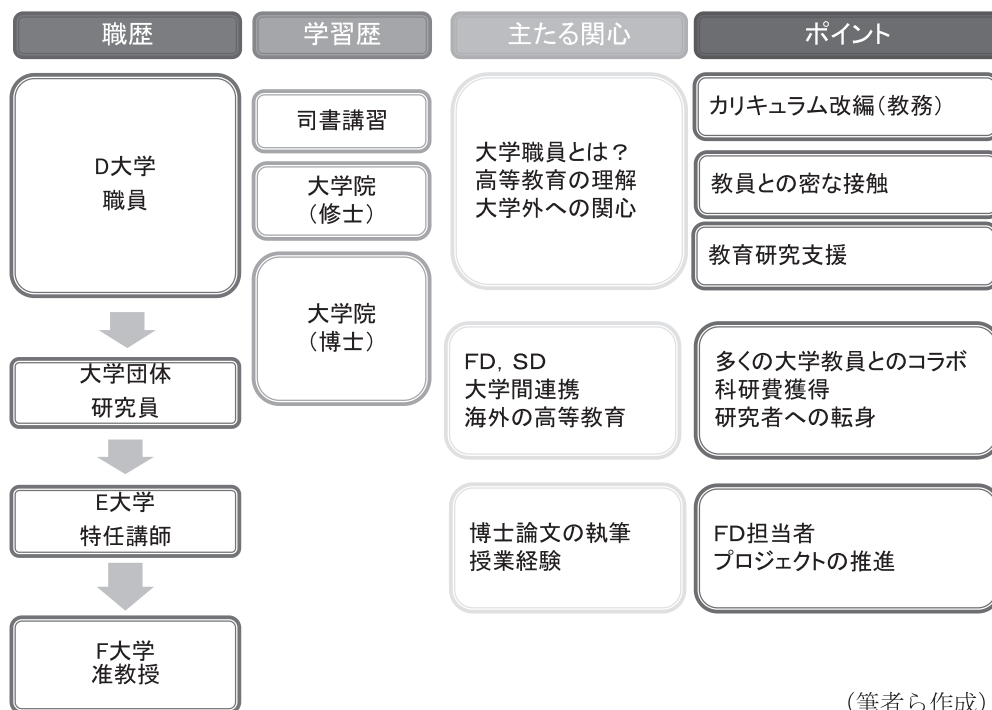 職歴
学習歴
主たる関心
ポイント
D大学
職員
司書講習
大学院
（修士）
大学院
（博士）
大学職員とは？
高等教育の理解
大学外への関心
カリキュラム改編（教務）
教員との密な接触
教育研究支援
大学団体
研究員
FD，SD
大学間連携
海外の高等教育
多くの大学教員とのコラボ
科研費獲得
研究者への転身
E大学
特任講師
博士論文の執筆
授業経験
FD担当者
プロジェクトの推進
F大学
准教授
（筆者ら作成）